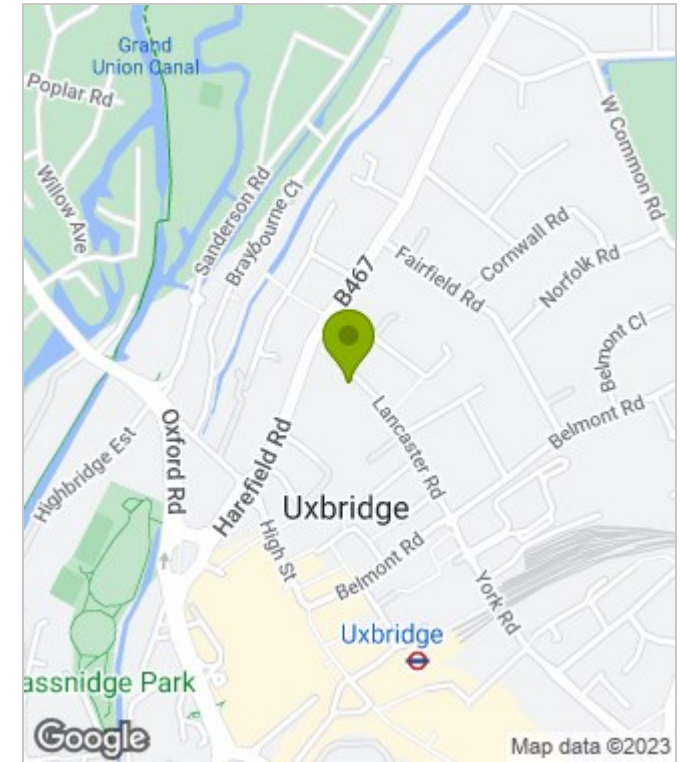 Grand
Union Canal
Poplar Rd
Willow Ave
Sanderson Rd
Braybourne Cl
W Common Rd
Cornwall Rd
Norfolk Rd
Fairfield Rd
B467
Belmont Cl
Belmont Rd
Lancaster Rd
Oxford Rd
Harefield Rd
Highbridge Est
Uxbridge
High St
Belmont Rd
York Rd
Uxbridge
assnidge Park
Google
Map data ©2023